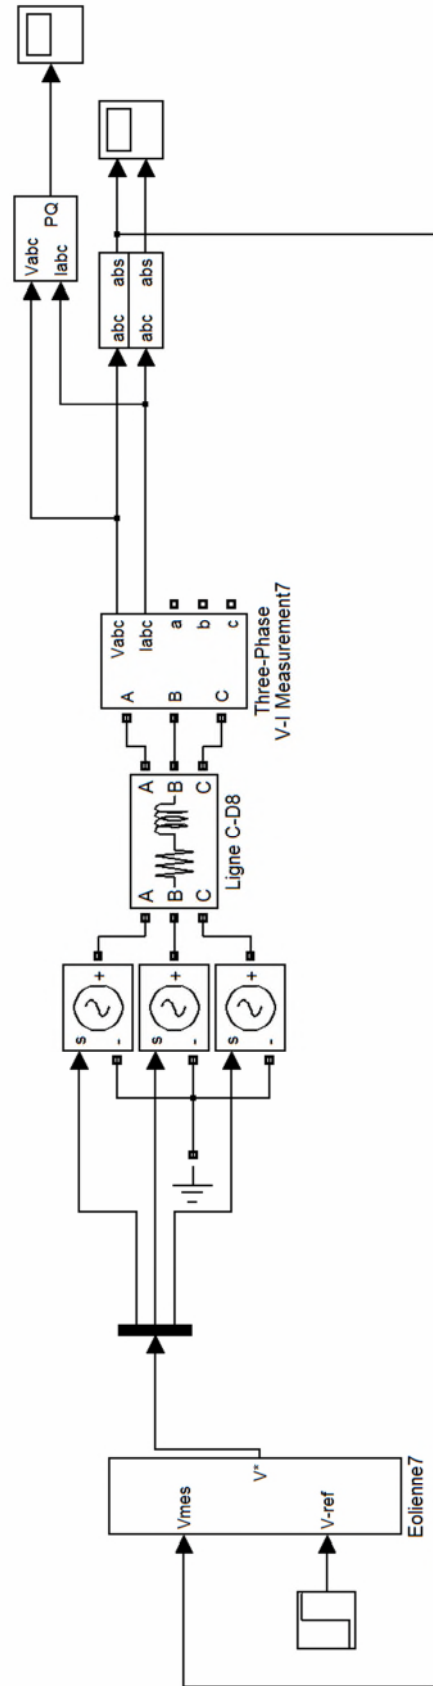 Vmes
V-ref
V*
Eolienne7
s
+
-
s
+
-
s
+
-
A
B
C
A
B
C
Ligne C-D8
A
B
C
Vabc
Iabc
a
b
c
Three-Phase
V-I Measurement7
abc
abs
abc
abs
Vabc
Iabc
PQ